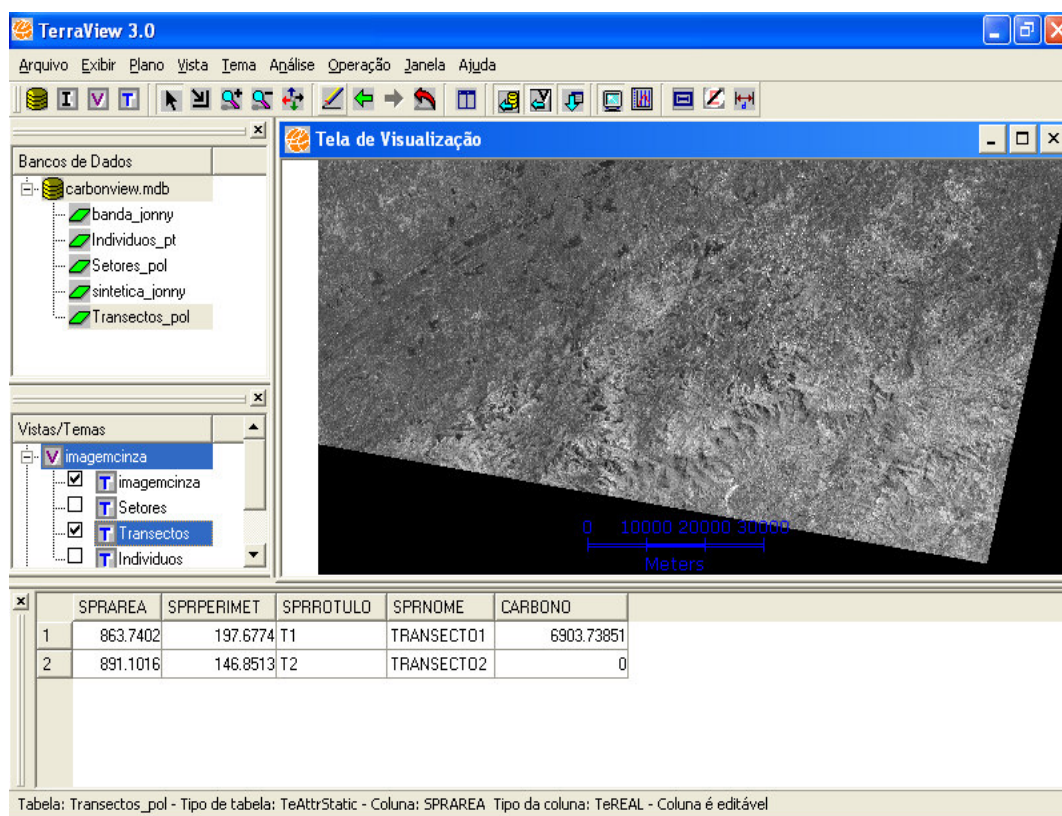 TerraView 3.0
Arquivo Exibir Plano Vista Tema Análise Operação Janela Ajuda
Bancos de Dados
carbonview.mdb
banda_jonny
Individuos_pt
Setores_pol
sintetica_jonny
Transectos_pol
Vistas/Temas
imagemcinza
imagemcinza
Setores
Transectos
Individuos
Tela de Visualização
0 10000 20000 30000
Meters
SPRAREA SPRPERIMET SPRROTULO SPRNOME CARBONO
1 863.7402 197.6774 T1 TRANSECTO1 6903.73851
2 891.1016 146.8513 T2 TRANSECTO2 0
Tabela: Transectos_pol - Tipo de tabela: TeAttrStatic - Coluna: SPRAREA Tipo da coluna: TeREAL - Coluna é editável